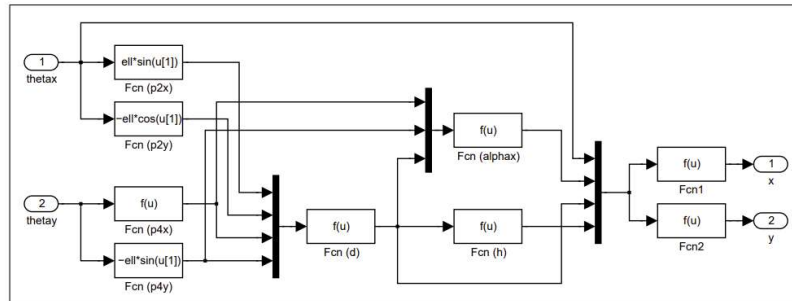 1
thetax
ell*sin(u[1])
Fcn (p2x)
−ell*cos(u[1])
Fcn (p2y)
2
thetay
f(u)
Fcn (p4x)
−ell*sin(u[1])
Fcn (p4y)
f(u)
Fcn (d)
f(u)
Fcn (alphax)
f(u)
Fcn (h)
f(u)
Fcn1
f(u)
Fcn2
1
x
2
y